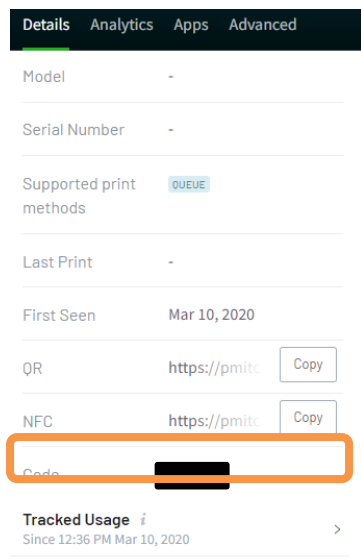 Details Analytics Apps Advanced
Model -
Serial Number -
Supported print methods QUEUE
Last Print -
First Seen Mar 10, 2020
QR https://pmitc Copy
NFC https://pmitc Copy
Code
Tracked Usage i
Since 12:36 PM Mar 10, 2020